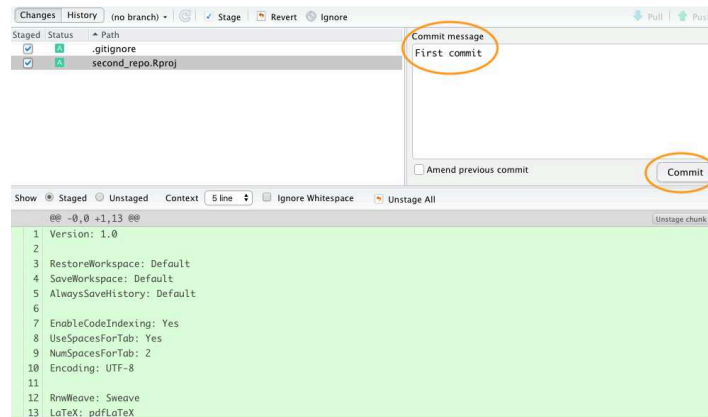 Changes History (no branch) Stage Revert Ignore Pull Push
Staged Status Path Commit message
A .gitignore First commit
A second_repo.Rproj
Amend previous commit Commit
Show Staged Unstaged Context 5 line Ignore Whitespace Unstage All
@@ -0,0 +1,13 @@ Unstage chunk
1 Version: 1.0
2
3 RestoreWorkspace: Default
4 SaveWorkspace: Default
5 AlwaysSaveHistory: Default
6
7 EnableCodeIndexing: Yes
8 UseSpacesForTab: Yes
9 NumSpacesForTab: 2
10 Encoding: UTF-8
11
12 RnwWeave: Sweave
13 LaTeX: pdfLaTeX